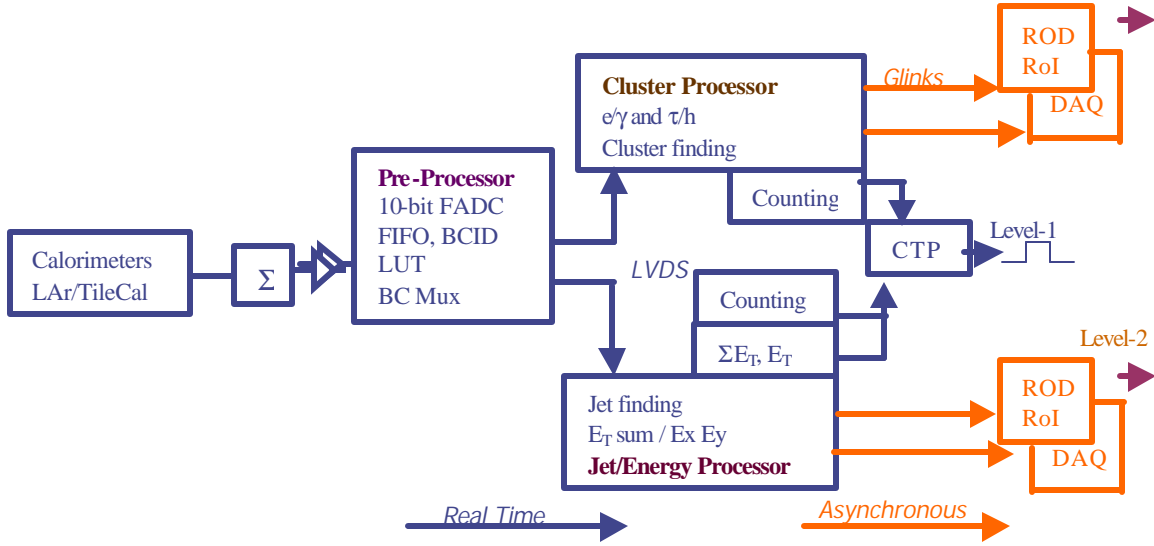 Calorimeters
LAr/TileCal
Σ
Pre-Processor
10-bit FADC
FIFO, BCID
LUT
BC Mux
Cluster Processor
e/γ and τ/h
Cluster finding
Counting
Glinks
ROD
RoI
DAQ
CTP
Level-1
LVDS
Counting
ΣE_T, E_T
Jet finding
E_T sum / Ex Ey
Jet/Energy Processor
Level-2
ROD
RoI
DAQ
Real Time
Asynchronous